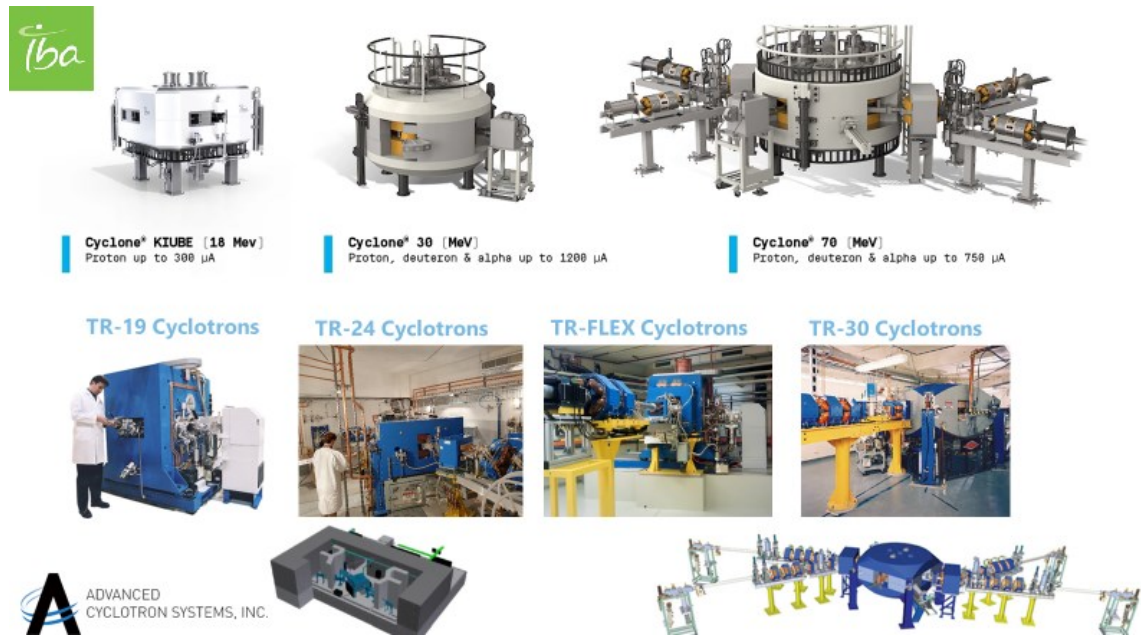 iba
Cyclone® KIUBE [18 Mev]
Proton up to 300 µA
Cyclone® 30 [MeV]
Proton, deuteron & alpha up to 1200 µA
Cyclone® 70 [MeV]
Proton, deuteron & alpha up to 750 µA
TR-19 Cyclotrons
TR-24 Cyclotrons
TR-FLEX Cyclotrons
TR-30 Cyclotrons
ADVANCED
CYCLOTRON SYSTEMS, INC.